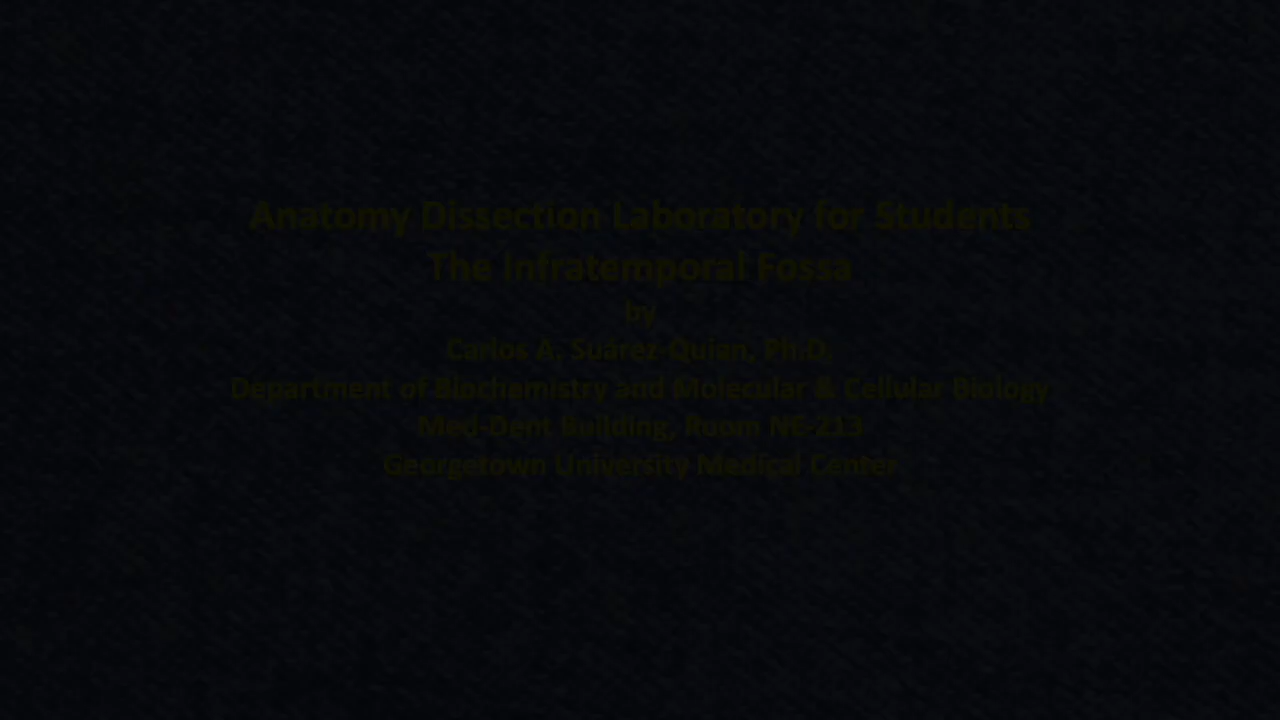 Anatomy Dissection Laboratory for Students
The Infratemporal Fossa
by
Carlos A. Suárez-Quian, Ph.D.
Department of Biochemistry and Molecular & Cellular Biology
Med-Dent Building, Room NE-213
Georgetown University Medical Center